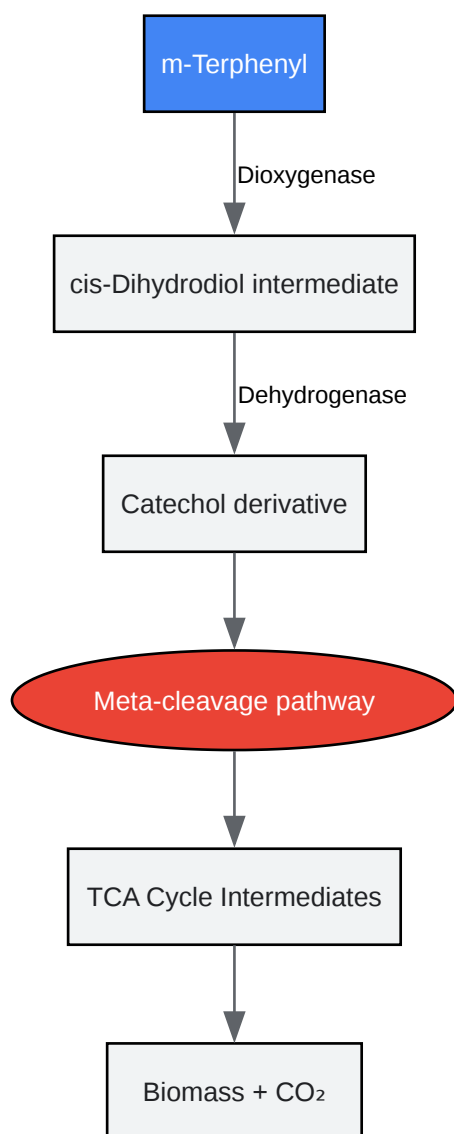 m-Terphenyl
Dioxygenase
cis-Dihydrodiol intermediate
Dehydrogenase
Catechol derivative
Meta-cleavage pathway
TCA Cycle Intermediates
Biomass + CO₂